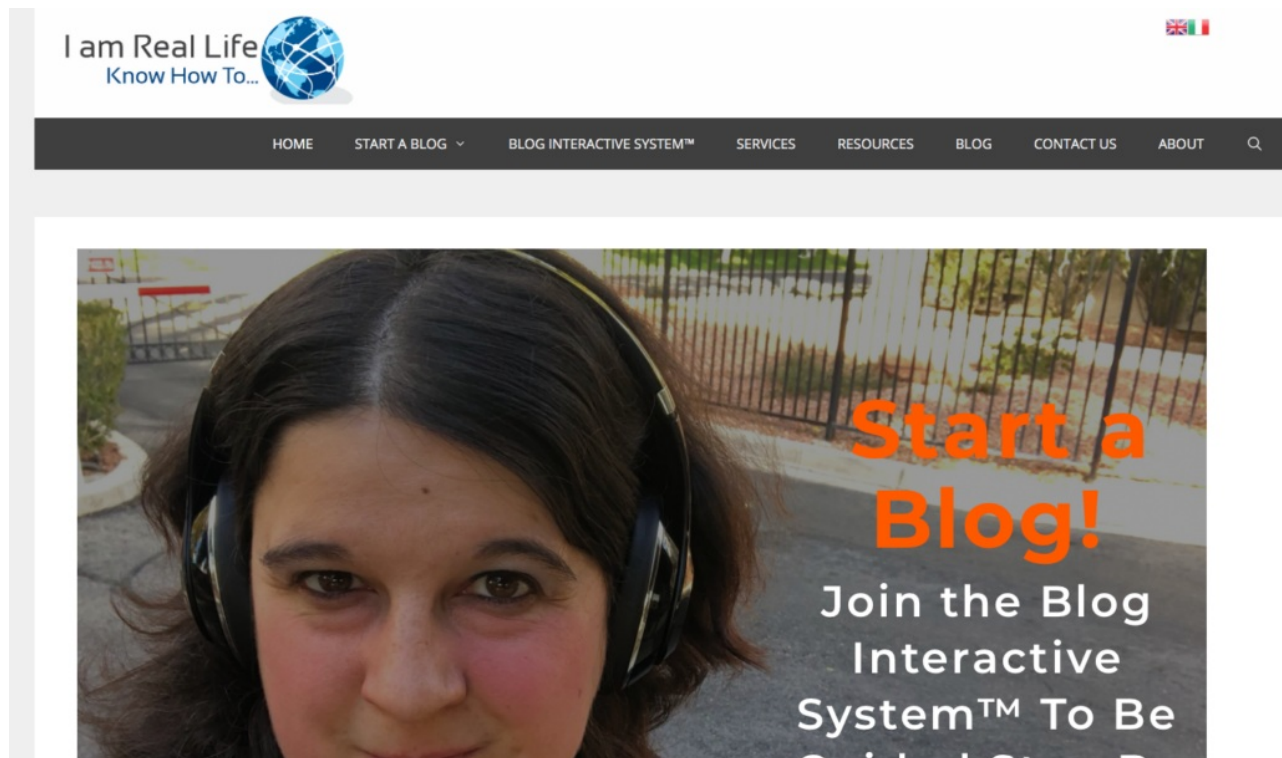 I am Real Life
Know How To...
HOME START A BLOG BLOG INTERACTIVE SYSTEM™ SERVICES RESOURCES BLOG CONTACT US ABOUT
Start a
Blog!
Join the Blog
Interactive
System™ To Be